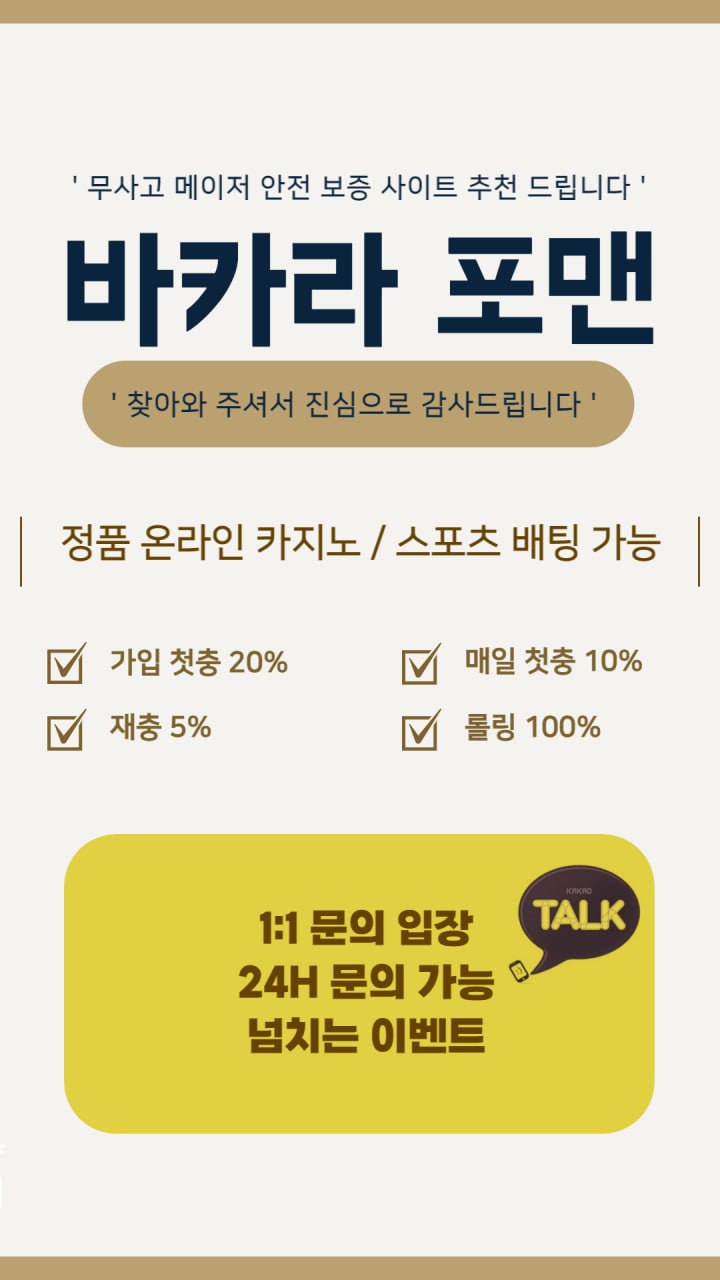 ' 무사고 메이저 안전 보증 사이트 추천 드립니다 '
바카라 포맨
' 찾아와 주셔서 진심으로 감사드립니다 '
정품 온라인 카지노 / 스포츠 배팅 가능
가입 첫충 20%
매일 첫충 10%
재충 5%
롤링 100%
KAKAO
TALK
1:1 문의 입장
24H 문의 가능
넘치는 이벤트